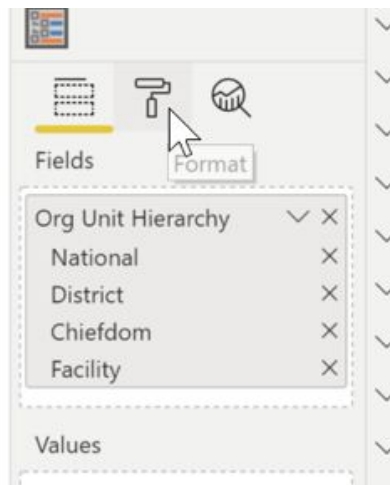 Fields
Format
Org Unit Hierarchy
National
District
Chiefdom
Facility
Values